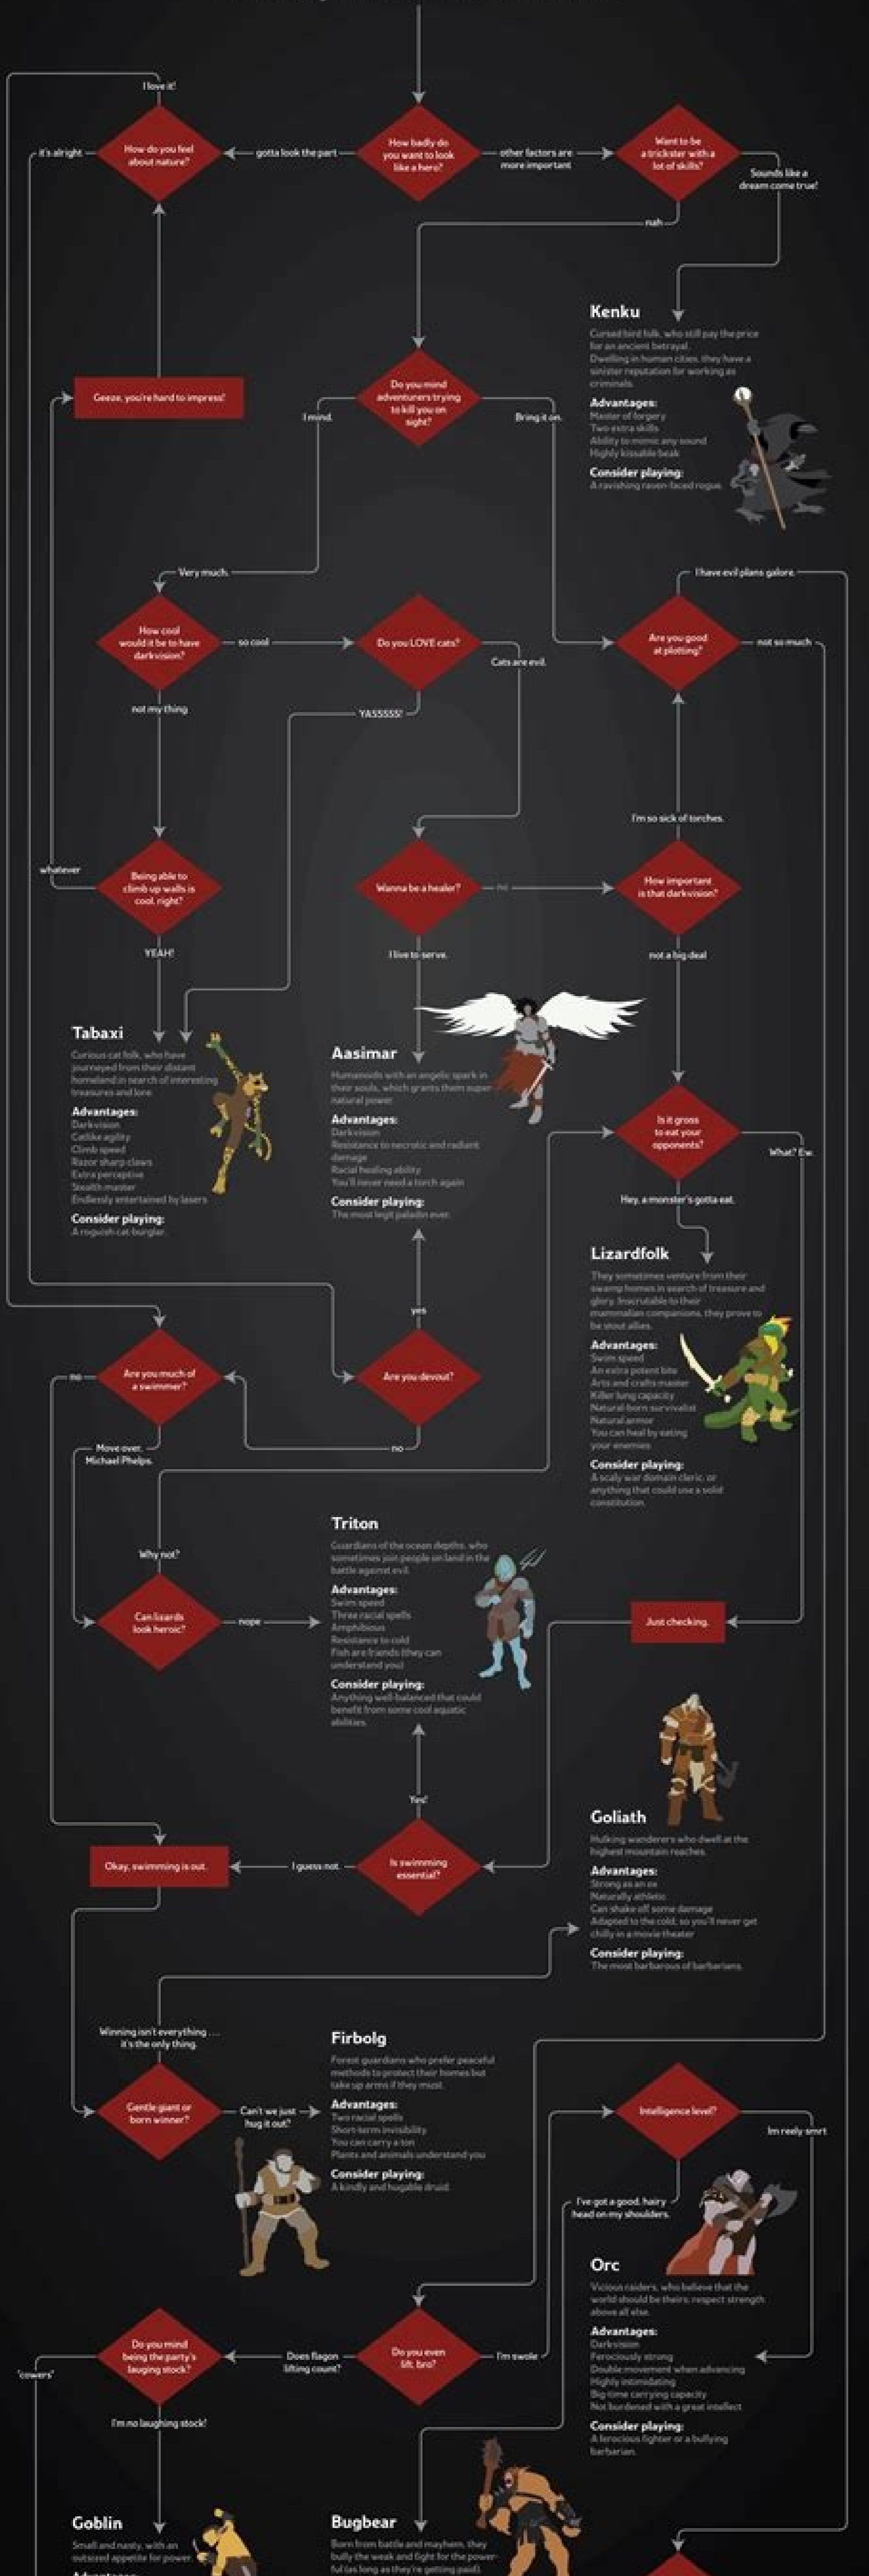 I love it!
it's alright
How do you feel
about nature?
gotta look the part
How badly do
you want to look
like a hero?
other factors are
more important
Want to be
a trickster with a
lot of skills?
Sounds like a
dream come true!
nah
Kenku
Cursed bird folk, who still pay the price
for an ancient betrayal.
Dwelling in human cities, they have a
sinister reputation for working as
criminals.
Advantages:
Master of forgery
Two extra skills
Ability to mimic any sound
Highly kissable beak
Consider playing:
A ravishing raven-faced rogue.
Geeze, you're hard to impress!
Do you mind
adventurers trying
to kill you on
sight?
I mind.
Bring it on.
Very much.
I have evil plans galore.
How cool
would it be to have
darkvision?
so cool
Do you LOVE cats?
Cats are evil.
Are you good
at plotting?
not so much
not my thing
YASSSSS!
I'm so sick of torches.
whatever
Being able to
climb up walls is
cool, right?
Wanna be a healer?
no
How important
is that darkvision?
YEAH!
I live to serve.
not a big deal
Tabaxi
Curious cat folk, who have
journeyed from their distant
homeland in search of interesting
treasures and lore.
Advantages:
Darkvision
Catlike agility
Climb speed
Razor sharp claws
Extra perceptive
Stealth master
Endlessly entertained by lasers
Consider playing:
A roguish cat-burglar.
Aasimar
Humanoids with an angelic spark in
their souls, which grants them super
natural power.
Advantages:
Darkvision
Resistance to necrotic and radiant
damage
Racial healing ability
You'll never need a torch again
Consider playing:
The most legit paladin ever.
Is it gross
to eat your
opponents?
What? Ew.
Hey, a monster's gotta eat.
Lizardfolk
They sometimes venture from their
swamp homes in search of treasure and
glory. Inscrutable to their
mammalian companions, they prove to
be stout allies.
Advantages:
Swim speed
An extra potent bite
Arts and crafts master
Killer lung capacity
Natural-born survivalist
Natural armor
You can heal by eating
your enemies
Consider playing:
A scaly war domain cleric, or
anything that could use a solid
constitution.
yes
no
Are you much of
a swimmer?
Are you devout?
no
Move over,
Michael Phelps.
Why not?
Can lizards
look heroic?
nope
Triton
Guardians of the ocean depths, who
sometimes join people on land in the
battle against evil.
Advantages:
Swim speed
Three racial spells
Amphibious
Resistance to cold
Fish are friends (they can
understand you)
Consider playing:
Anything well-balanced that could
benefit from some cool aquatic
abilities.
Just checking.
Yes!
Okay, swimming is out.
I guess not.
Is swimming
essential?
Goliath
Hulking wanderers who dwell at the
highest mountain reaches.
Advantages:
Strong as an ox
Naturally athletic
Can shake off some damage
Adapted to the cold, so you'll never get
chilly in a movie theater
Consider playing:
The most barbarous of barbarians.
Winning isn't everything ...
it's the only thing.
Gentle giant or
born winner?
Can't we just
hug it out?
Firbolg
Forest guardians who prefer peaceful
methods to protect their homes but
take up arms if they must.
Advantages:
Two racial spells
Short-term invisibility
You can carry a ton
Plants and animals understand you
Consider playing:
A kindly and hugable druid.
Intelligence level?
Im reely smrt
I've got a good, hairy
head on my shoulders.
Orc
Vicious raiders, who believe that the
world should be theirs, respect strength
above all else.
Advantages:
Darkvision
Ferociously strong
Double movement when advancing
Highly intimidating
Big-time carrying capacity
Not burdened with a great intellect
Consider playing:
A ferocious fighter or a bullying
barbarian.
*cowers*
Do you mind
being the party's
lauging stock?
Does flagon
lifting count?
Do you even
lift, bro?
I'm swole
I'm no laughing stock!
Goblin
Small and nasty, with an
outsized appetite for power.
Bugbear
Born from battle and mayhem, they
bully the weak and fight for the power-
ful (as long as they're getting paid).